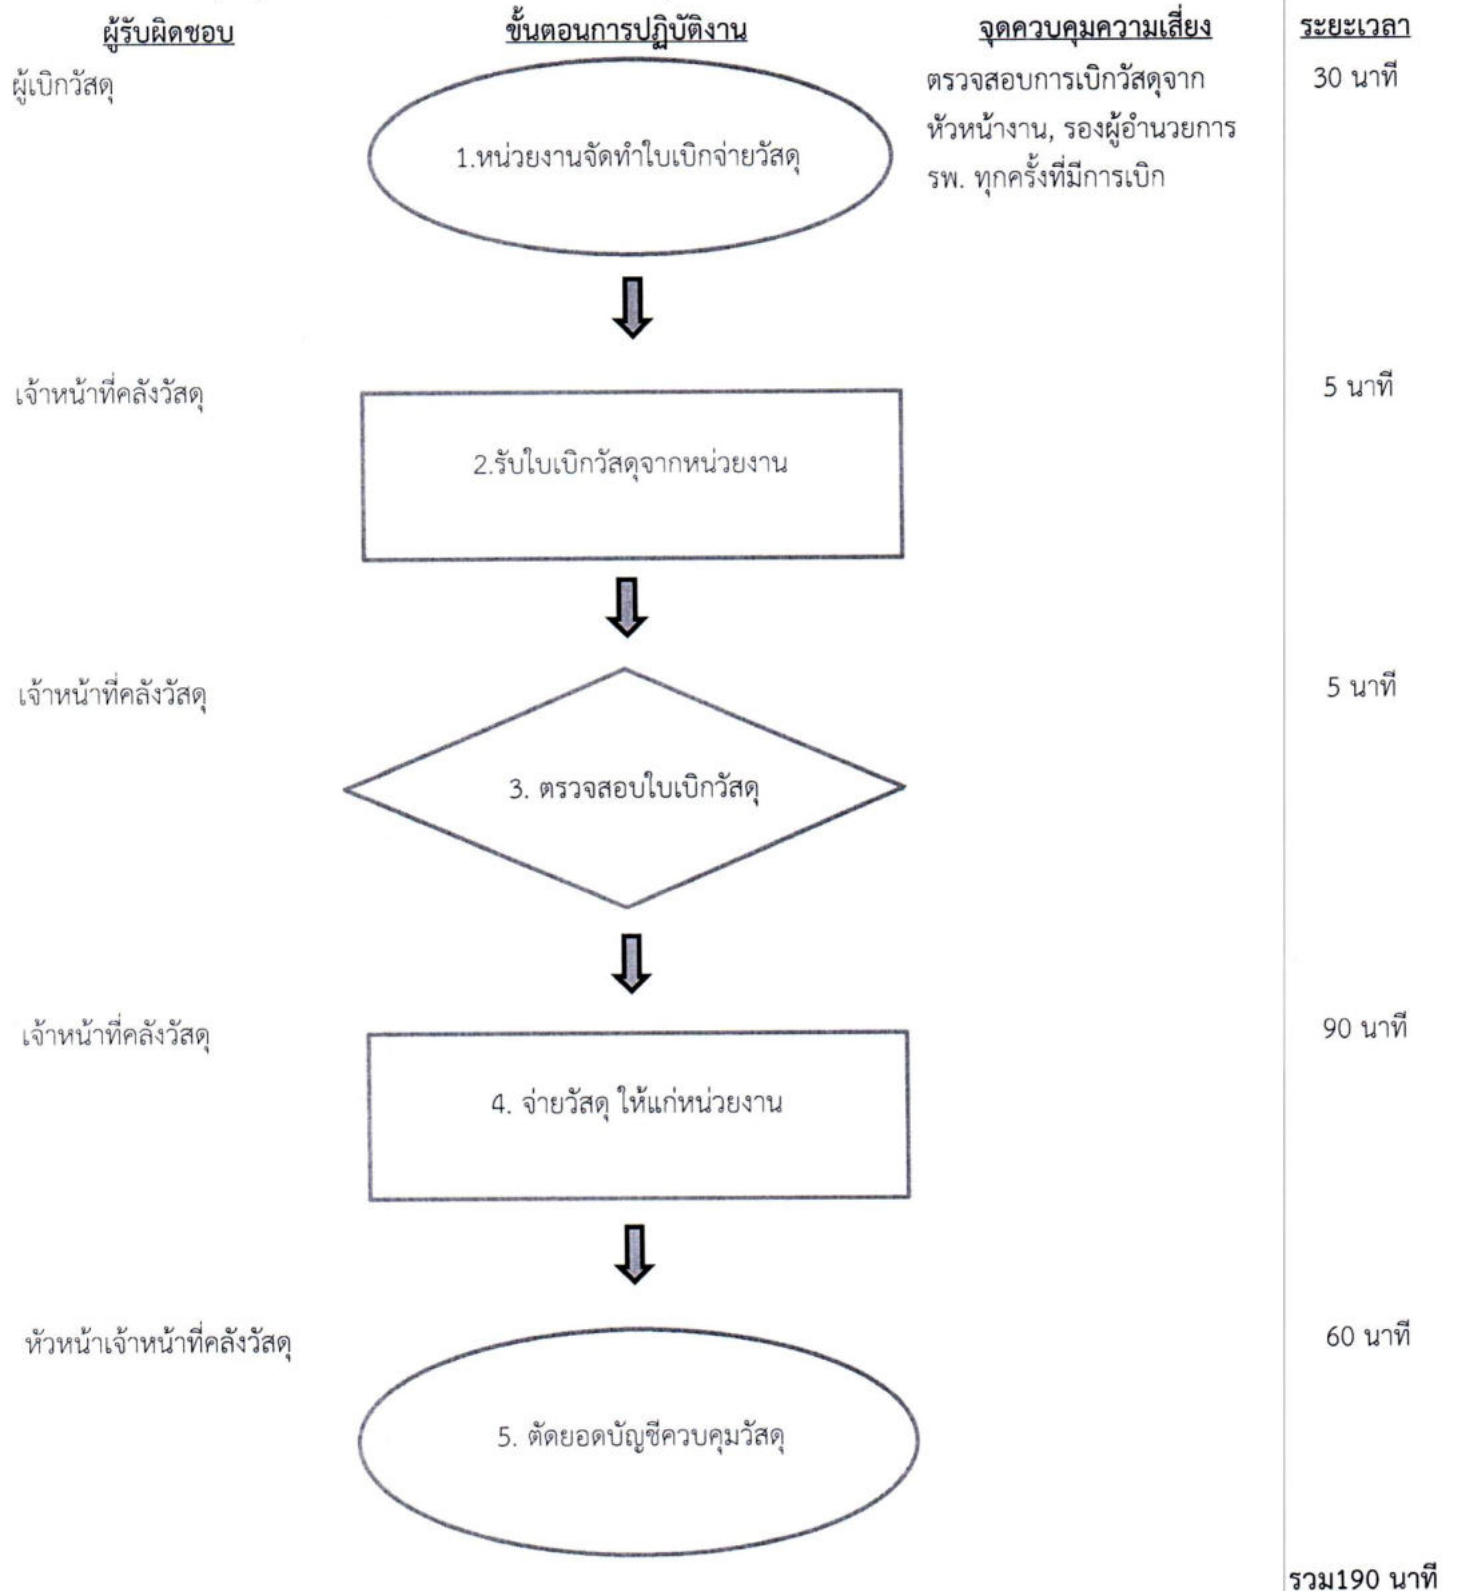 ผู้รับผิดชอบ ขั้นตอนการปฏิบัติงาน จุดควบคุมความเสี่ยง ระยะเวลา
ผู้เบิกวัสดุ ตรวจสอบการเบิกวัสดุจาก 30 นาที
หัวหน้างาน, รองผู้อำนวยการ
1.หน่วยงานจัดทำใบเบิกจ่ายวัสดุ
รพ. ทุกครั้งที่มีการเบิก
เจ้าหน้าที่คลังวัสดุ 5 นาที
2.รับใบเบิกวัสดุจากหน่วยงาน
เจ้าหน้าที่คลังวัสดุ 5 นาที
3. ตรวจสอบใบเบิกวัสดุ
เจ้าหน้าที่คลังวัสดุ 90 นาที
4. จ่ายวัสดุ ให้แก่หน่วยงาน
หัวหน้าเจ้าหน้าที่คลังวัสดุ 60 นาที
5. ตัดยอดบัญชีควบคุมวัสดุ
รวม190 นาที